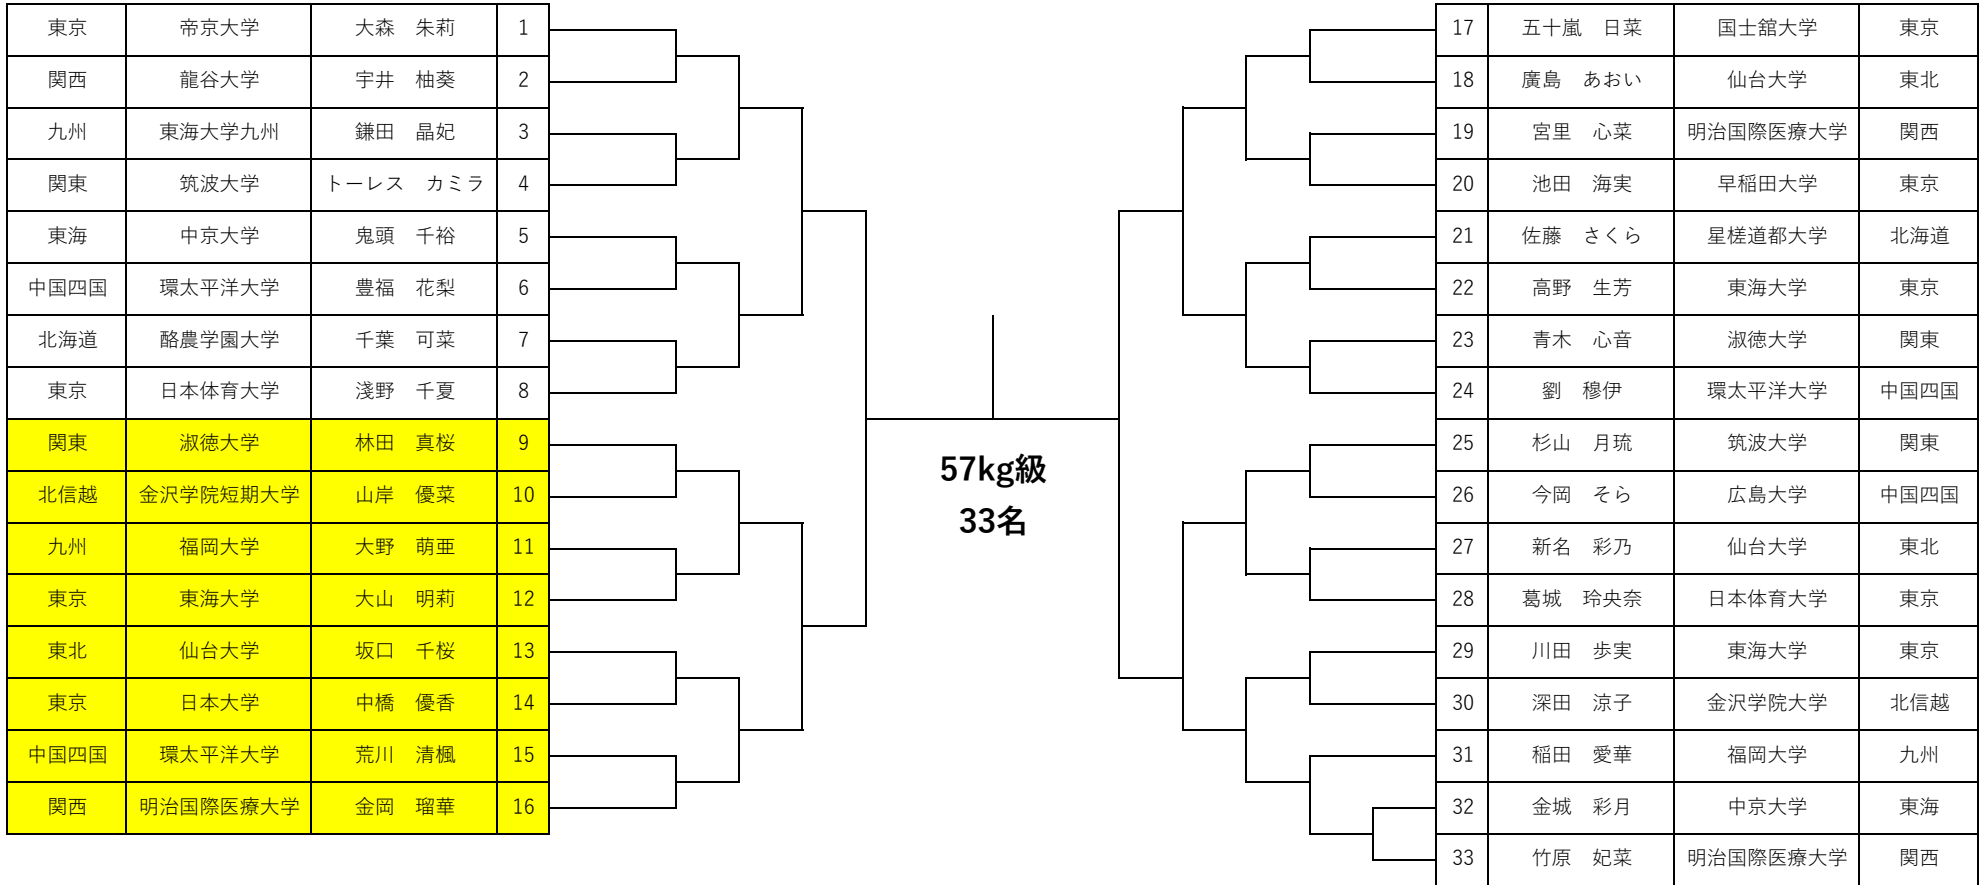 東京 帝京大学 大森　朱莉 1
関西 龍谷大学 宇井　柚葵 2
九州 東海大学九州 鎌田　晶妃 3
関東 筑波大学 トーレス　カミラ 4
東海 中京大学 鬼頭　千裕 5
中国四国 環太平洋大学 豊福　花梨 6
北海道 酪農学園大学 千葉　可菜 7
東京 日本体育大学 淺野　千夏 8
関東 淑徳大学 林田　真桜 9
北信越 金沢学院短期大学 山岸　優菜 10
九州 福岡大学 大野　萌亜 11
東京 東海大学 大山　明莉 12
東北 仙台大学 坂口　千桜 13
東京 日本大学 中橋　優香 14
中国四国 環太平洋大学 荒川　清楓 15
関西 明治国際医療大学 金岡　瑠華 16
57kg級
33名
17 五十嵐　日菜 国士舘大学 東京
18 廣島　あおい 仙台大学 東北
19 宮里　心菜 明治国際医療大学 関西
20 池田　海実 早稲田大学 東京
21 佐藤　さくら 星槎道都大学 北海道
22 高野　生芳 東海大学 東京
23 青木　心音 淑徳大学 関東
24 劉　穆伊 環太平洋大学 中国四国
25 杉山　月琉 筑波大学 関東
26 今岡　そら 広島大学 中国四国
27 新名　彩乃 仙台大学 東北
28 葛城　玲央奈 日本体育大学 東京
29 川田　歩実 東海大学 東京
30 深田　涼子 金沢学院大学 北信越
31 稲田　愛華 福岡大学 九州
32 金城　彩月 中京大学 東海
33 竹原　妃菜 明治国際医療大学 関西